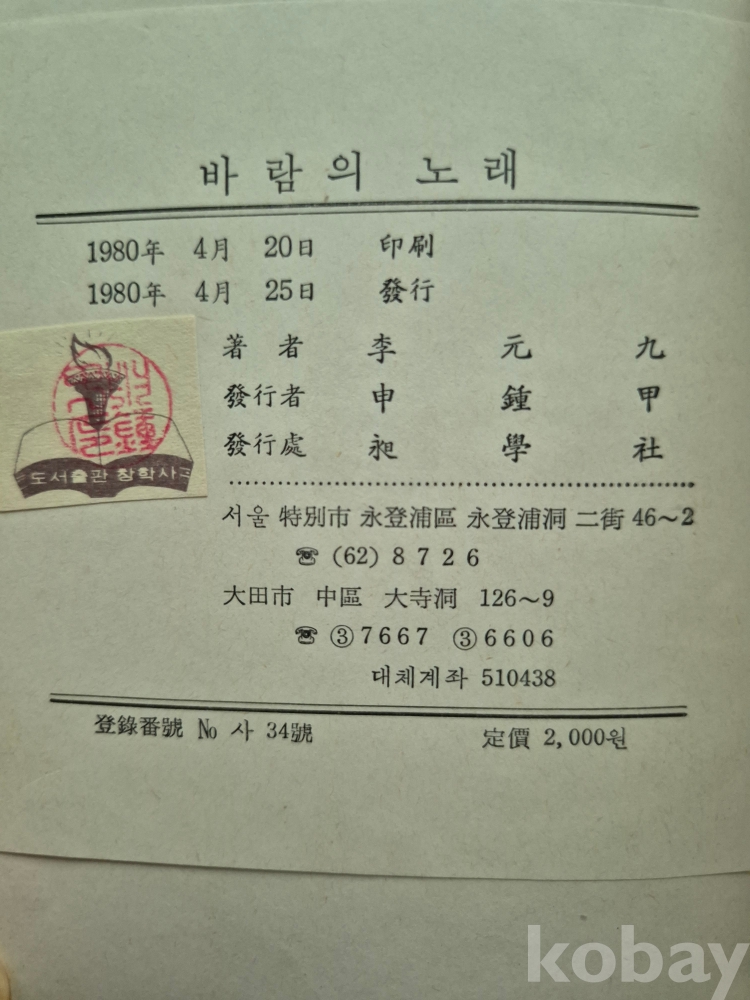 바람의 노래
1980年 4月 20日 印刷
1980年 4月 25日 發行
著者 李元九
發行者 申鍾甲
發行處 昶學社
도서출판 창학사
서울 特別市 永登浦區 永登浦洞 二街 46~2
☎ (62) 8726
大田市 中區 大寺洞 126~9
☎ ③7667 ③6606
대체계좌 510438
登錄番號 № 사 34號
定價 2,000원
kobay